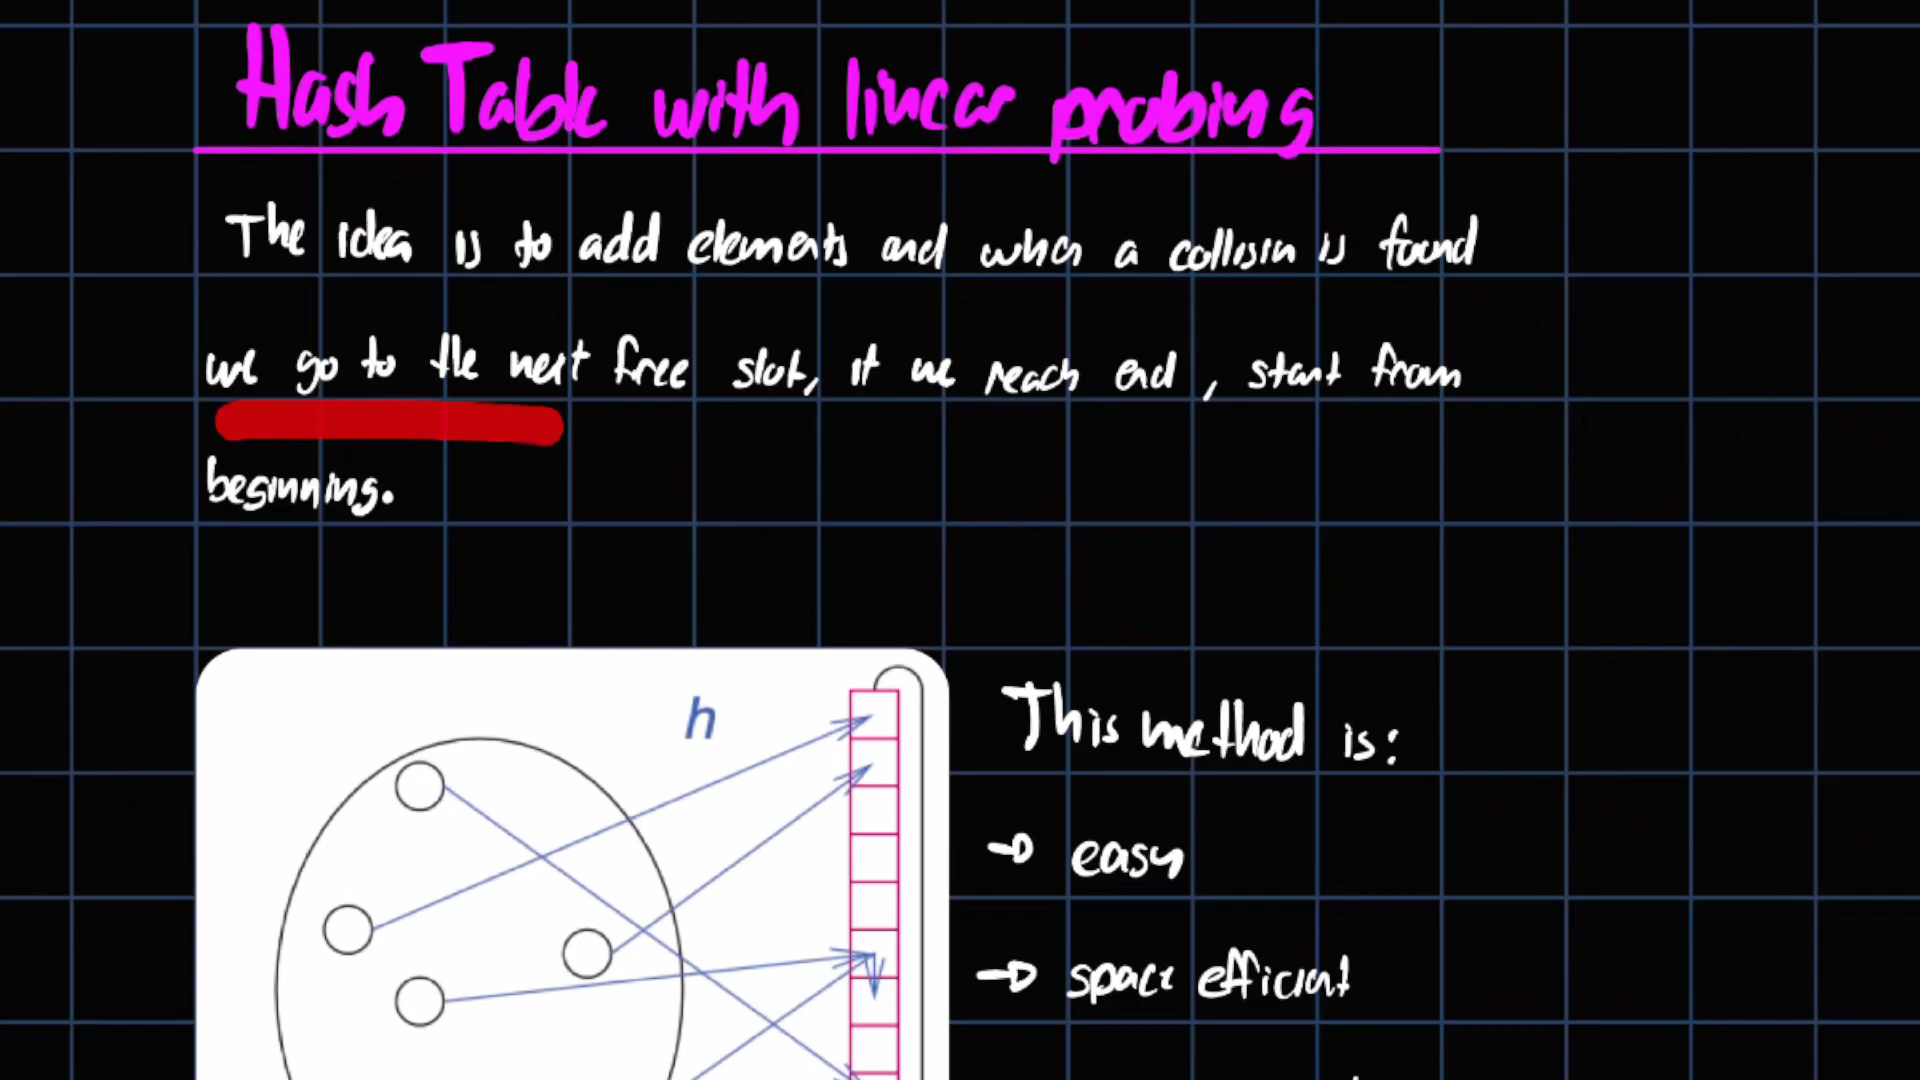 Hash Table with linear probing
The idea is to add elements and when a collision is found
we go to the next free slot, if we reach end, start from
beginning.
h
This method is:
→ easy
→ space efficient